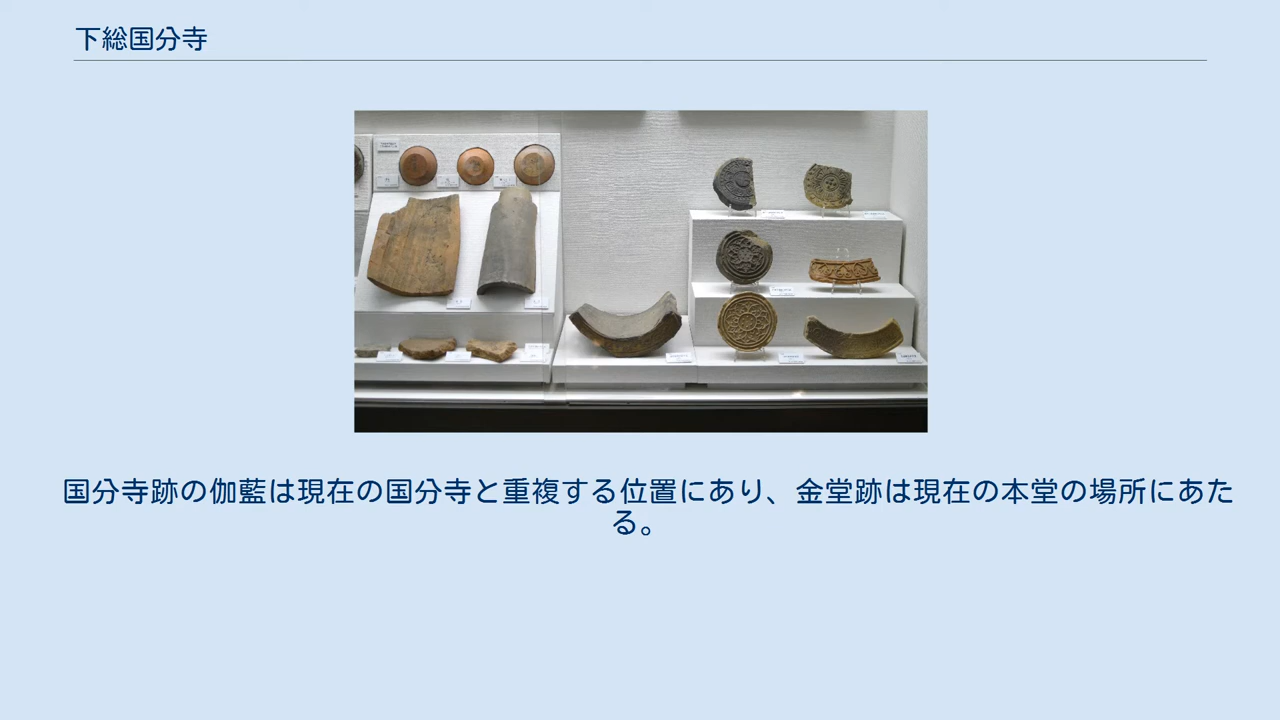 下総国分寺
国分寺跡の伽藍は現在の国分寺と重複する位置にあり、金堂跡は現在の本堂の場所にあた
る。